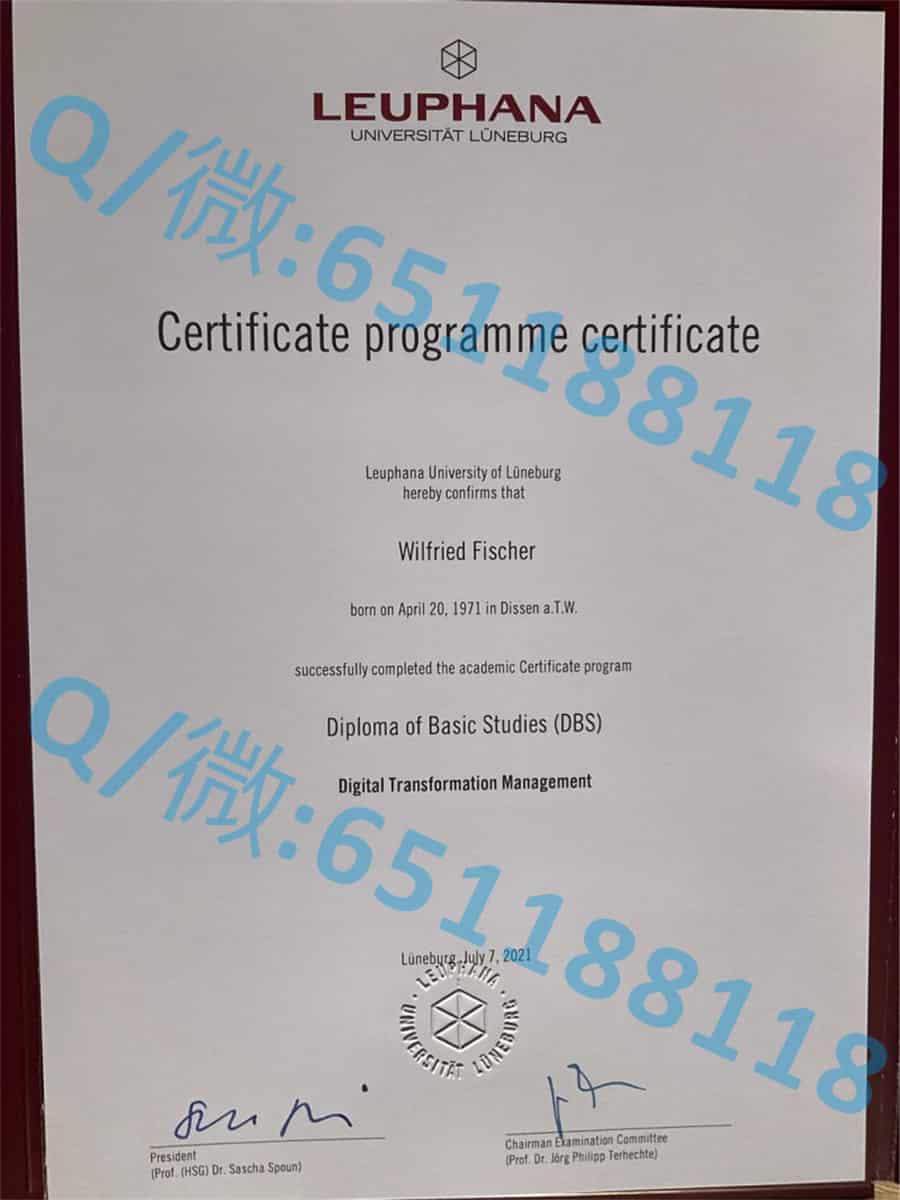 LEUPHANA
UNIVERSITÄT LÜNEBURG
Q/微:651188118
Certificate programme certificate
Leuphana University of Lüneburg
hereby confirms that
Wilfried Fischer
born on April 20, 1971 in Dissen a.T.W.
successfully completed the academic Certificate program
Diploma of Basic Studies (DBS)
Digital Transformation Management
Q/微:651188118
Lüneburg, July 7, 2021
· LEUPHANA ·
UNIVERSITÄT LÜNEBURG
President
(Prof. (HSG) Dr. Sascha Spoun)
Chairman Examination Committee
(Prof. Dr. Jörg Philipp Terhechte)